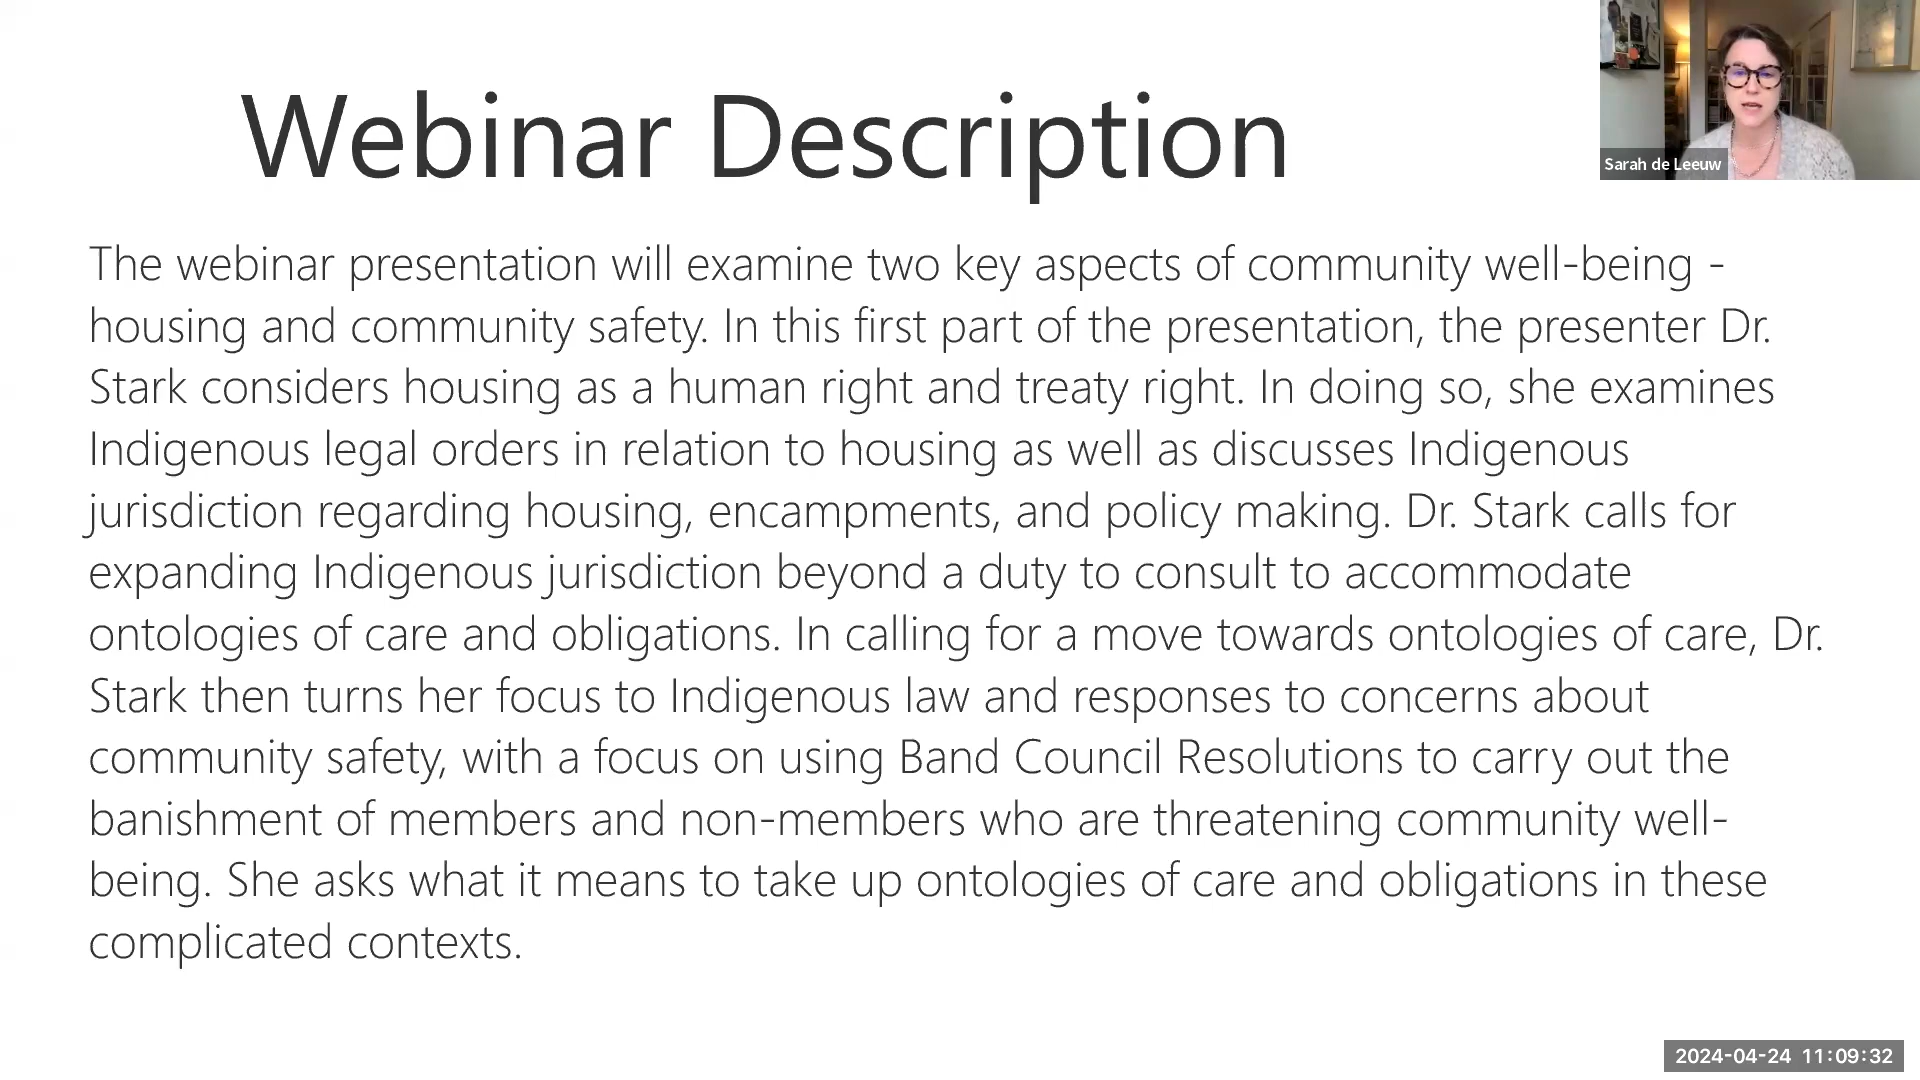 Webinar Description
Sarah de Leeuw
The webinar presentation will examine two key aspects of community well-being -
housing and community safety. In this first part of the presentation, the presenter Dr.
Stark considers housing as a human right and treaty right. In doing so, she examines
Indigenous legal orders in relation to housing as well as discusses Indigenous
jurisdiction regarding housing, encampments, and policy making. Dr. Stark calls for
expanding Indigenous jurisdiction beyond a duty to consult to accommodate
ontologies of care and obligations. In calling for a move towards ontologies of care, Dr.
Stark then turns her focus to Indigenous law and responses to concerns about
community safety, with a focus on using Band Council Resolutions to carry out the
banishment of members and non-members who are threatening community well-
being. She asks what it means to take up ontologies of care and obligations in these
complicated contexts.
2024-04-24 11:09:32